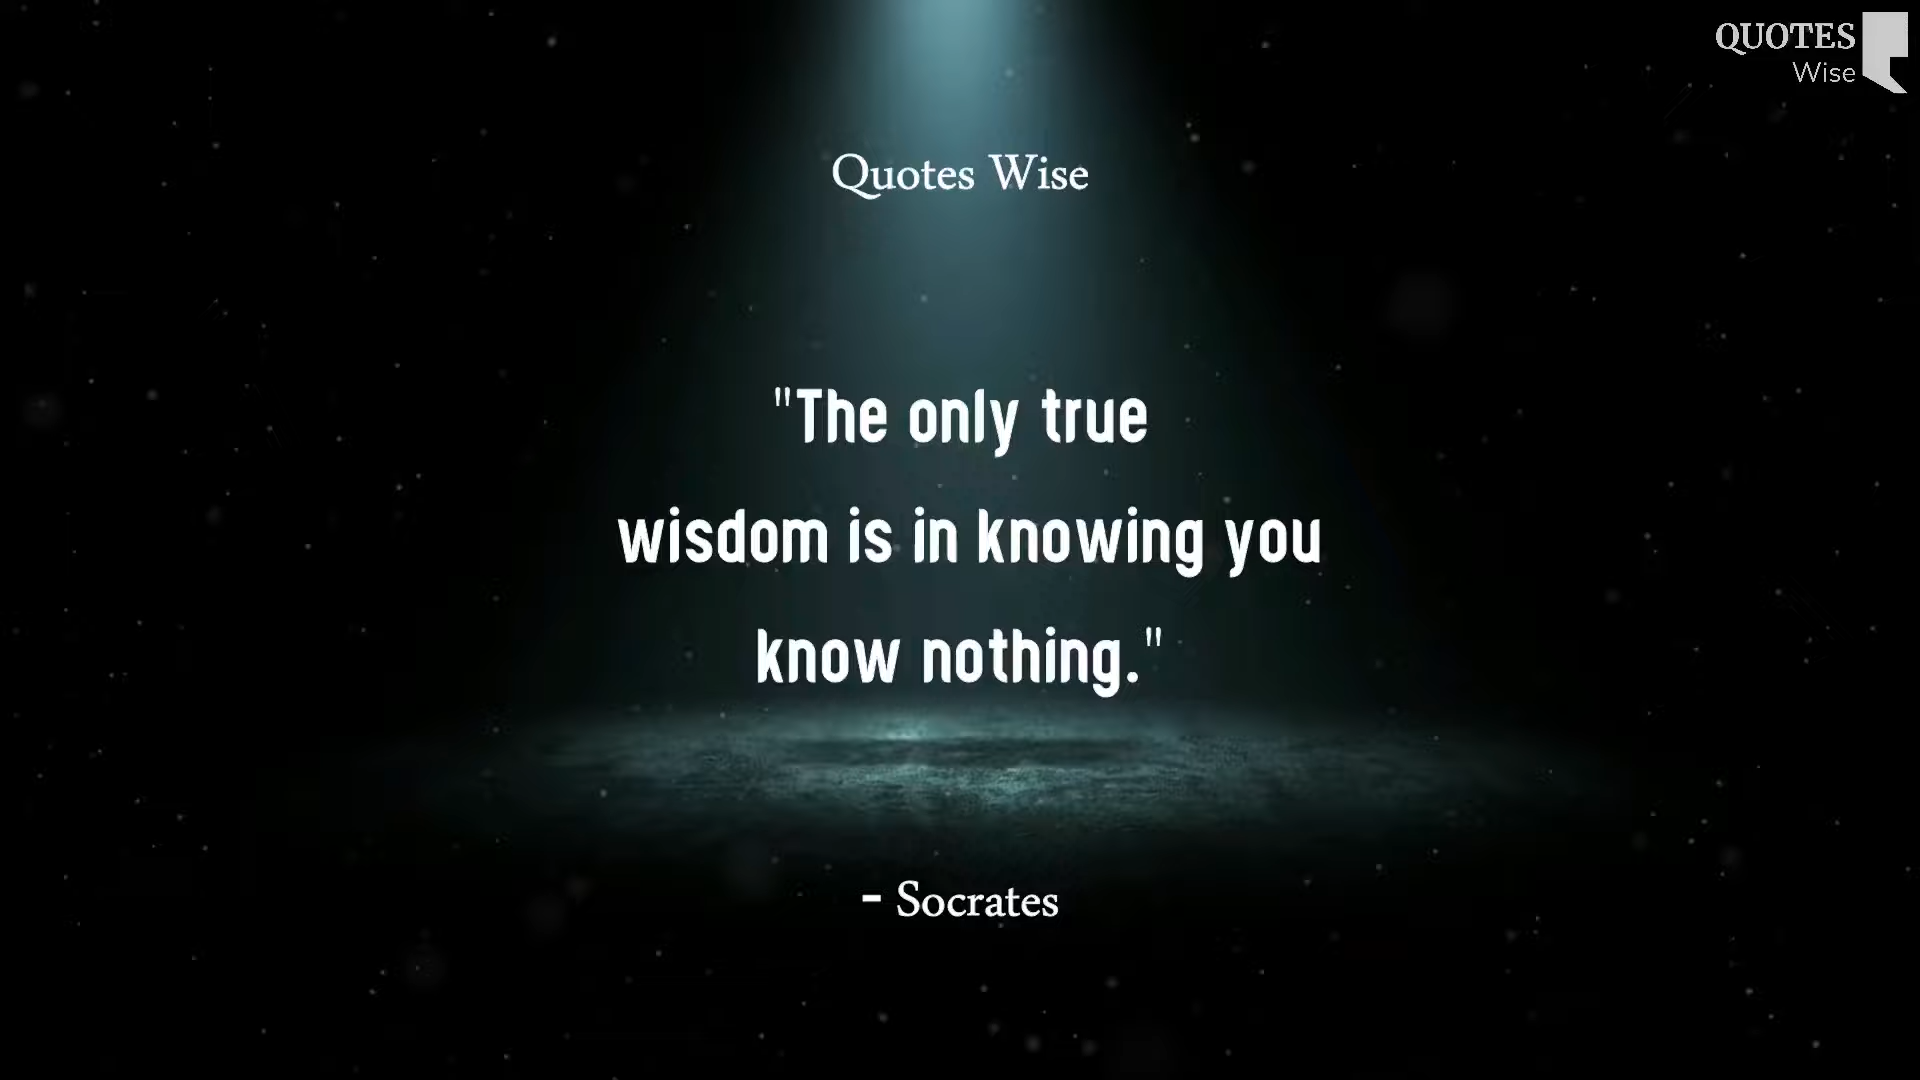 QUOTES
Wise
Quotes Wise
"The only true
wisdom is in knowing you
know nothing."
- Socrates